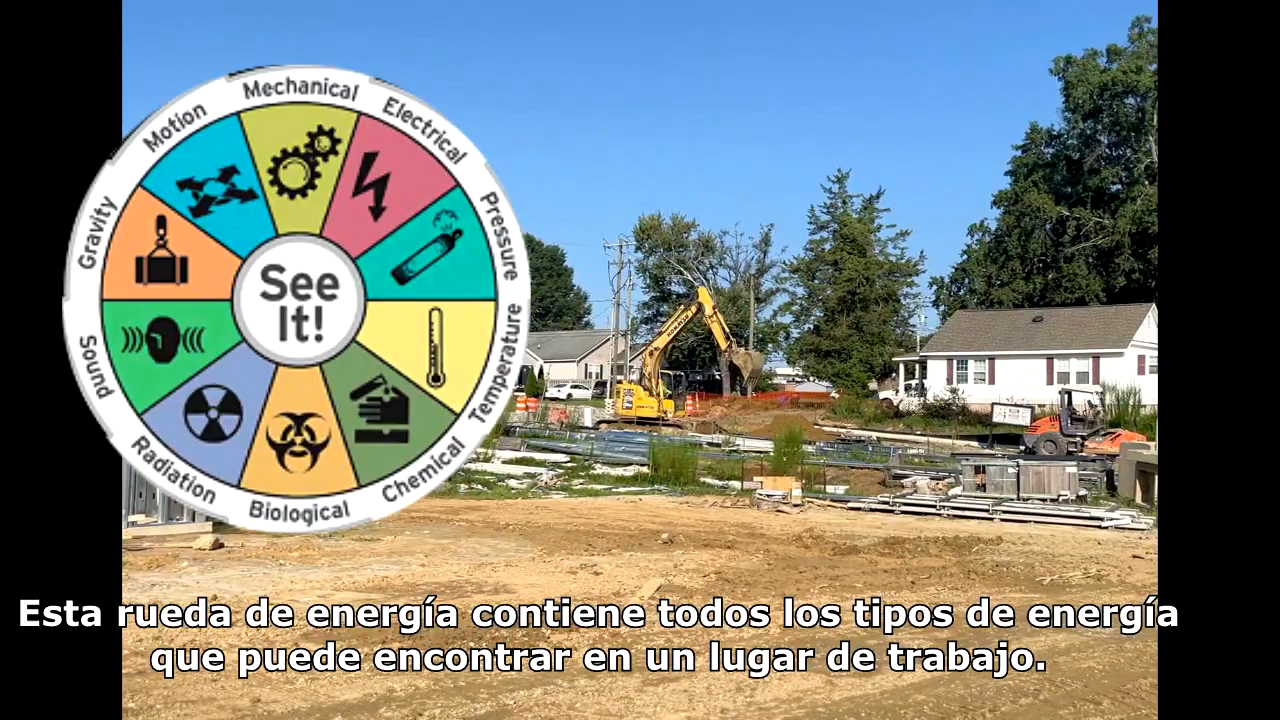 Mechanical
Electrical
Pressure
Temperature
Chemical
Biological
Radiation
Sound
Gravity
Motion
See
It!
KOMATSU
Esta rueda de energía contiene todos los tipos de energía
que puede encontrar en un lugar de trabajo.